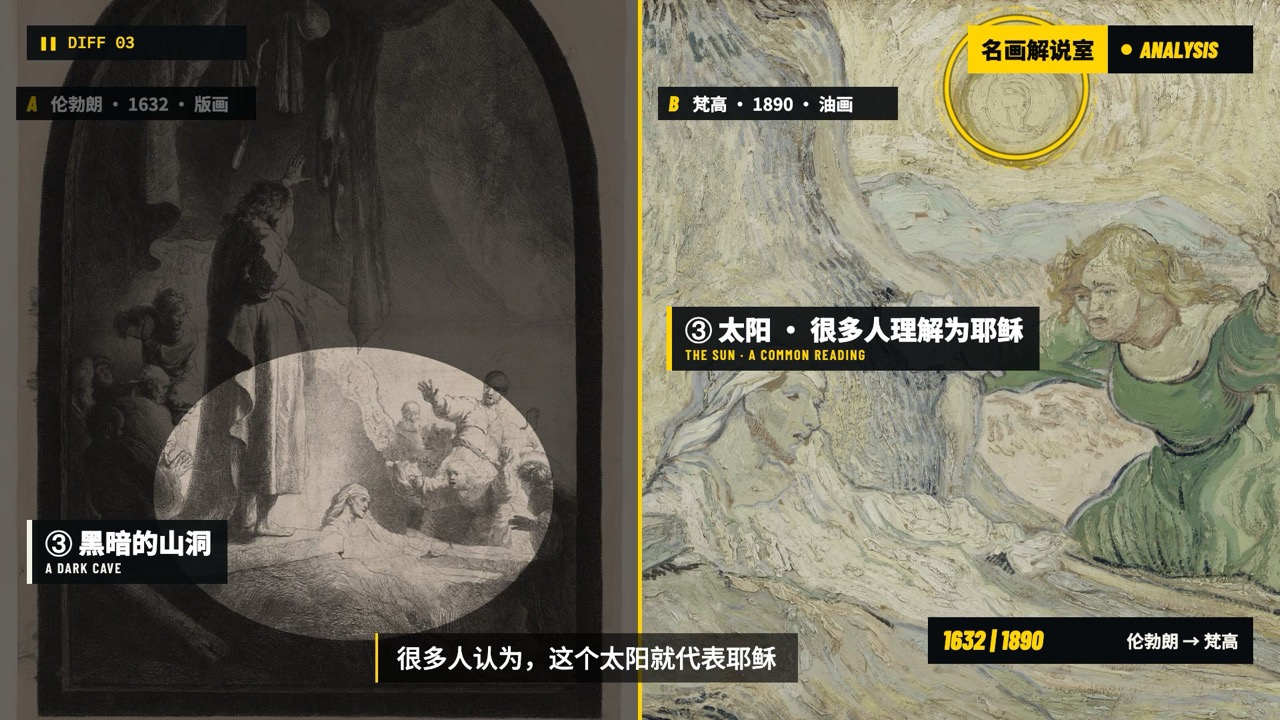 DIFF 03
A 伦勃朗 · 1632 · 版画
名画解说室 ANALYSIS
B 梵高 · 1890 · 油画
③ 太阳 · 很多人理解为耶稣
THE SUN · A COMMON READING
③ 黑暗的山洞
A DARK CAVE
很多人认为，这个太阳就代表耶稣
1632 | 1890 伦勃朗 → 梵高